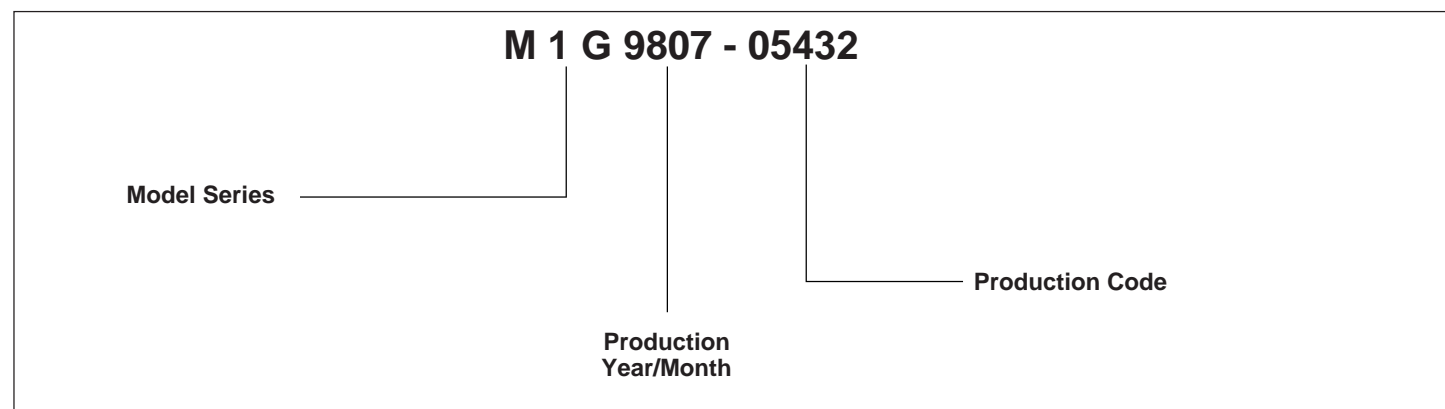 M 1 G 9807 - 05432
Model Series
Production Code
Production
Year/Month